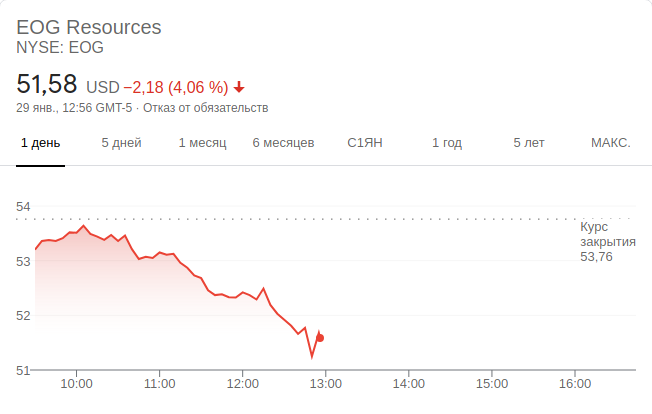 EOG Resources
NYSE: EOG
51,58 USD −2,18 (4,06 %)
29 янв., 12:56 GMT-5 · Отказ от обязательств
1 день 5 дней 1 месяц 6 месяцев С1ЯН 1 год 5 лет МАКС.
54
Курс
закрытия
53,76
53
52
51
10:00 11:00 12:00 13:00 14:00 15:00 16:00